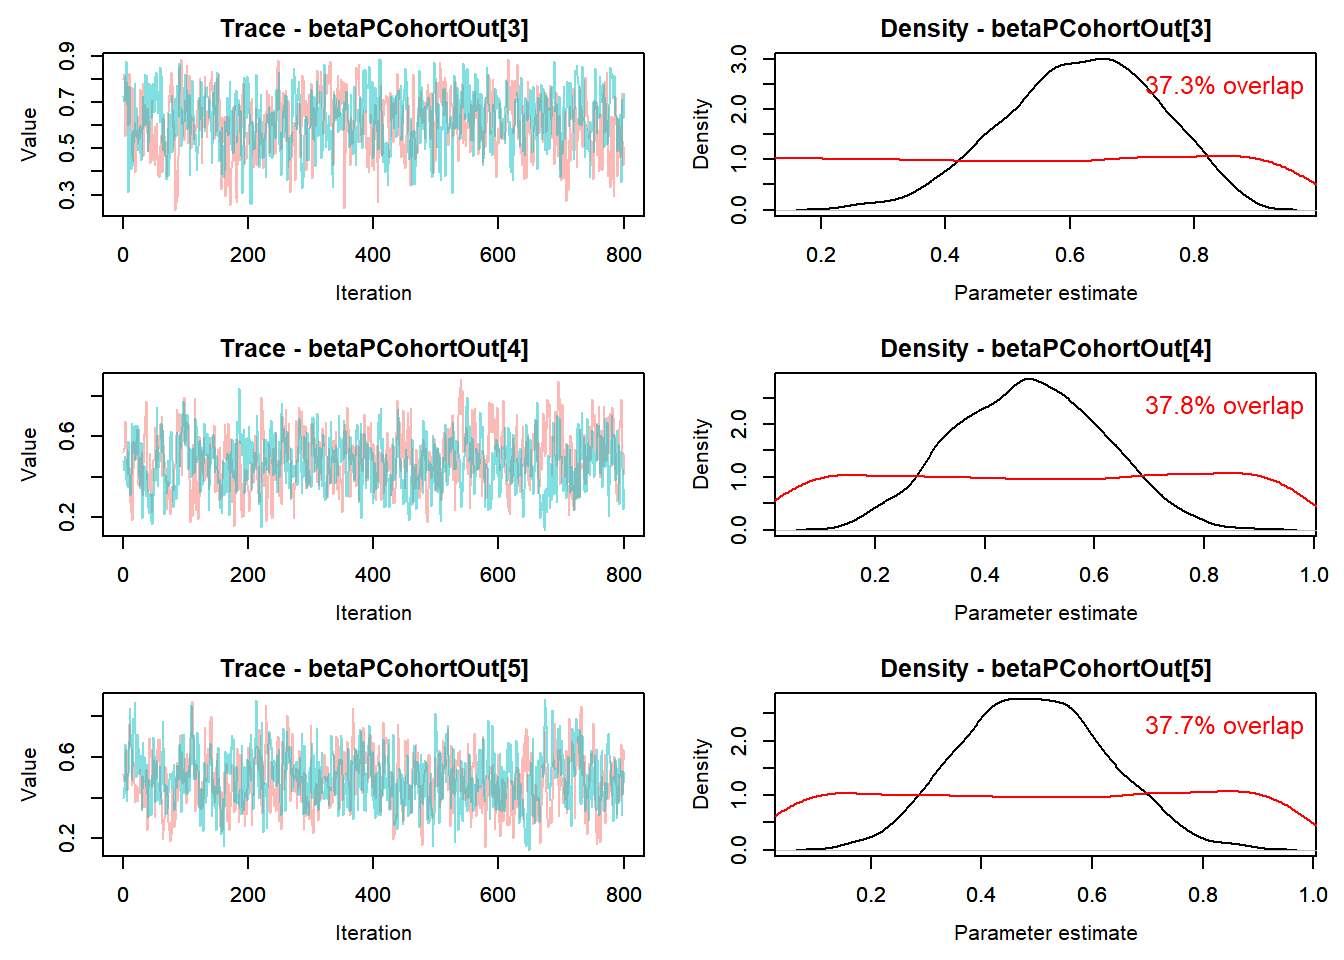 Trace - betaPCohortOut[3]
Value
0.3 0.5 0.7 0.9
0 200 400 600 800
Iteration
Density - betaPCohortOut[3]
Density
0.0 1.0 2.0 3.0
37.3% overlap
0.2 0.4 0.6 0.8
Parameter estimate
Trace - betaPCohortOut[4]
Value
0.2 0.6
0 200 400 600 800
Iteration
Density - betaPCohortOut[4]
Density
0.0 1.0 2.0
37.8% overlap
0.2 0.4 0.6 0.8 1.0
Parameter estimate
Trace - betaPCohortOut[5]
Value
0.2 0.6
0 200 400 600 800
Iteration
Density - betaPCohortOut[5]
Density
0.0 1.0 2.0
37.7% overlap
0.2 0.4 0.6 0.8 1.0
Parameter estimate